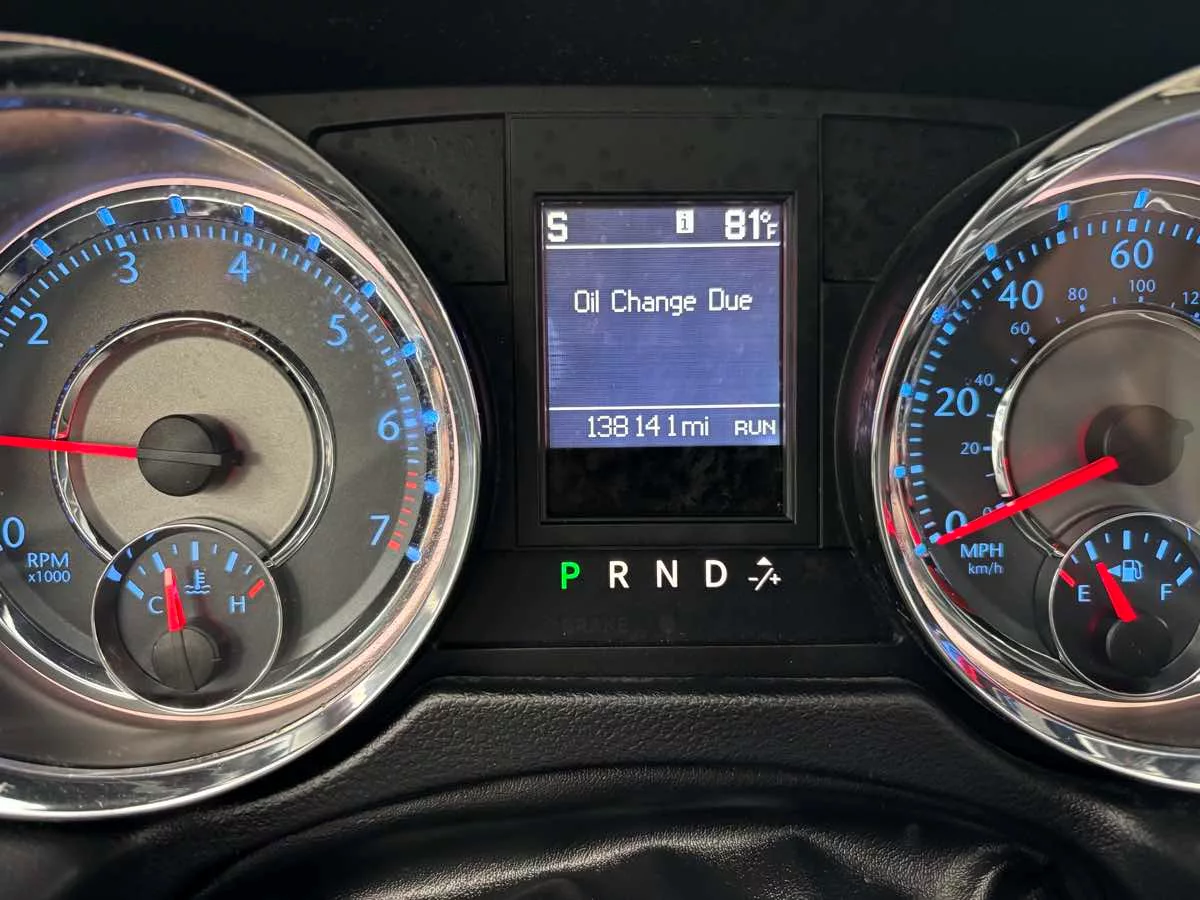 S i 81°F
Oil Change Due
138141mi RUN
P R N D -/+
0 2 3 4 5 6 7
RPM
x1000
C H
0 20 40 60
20 40 60 80 100
MPH
km/h
E F